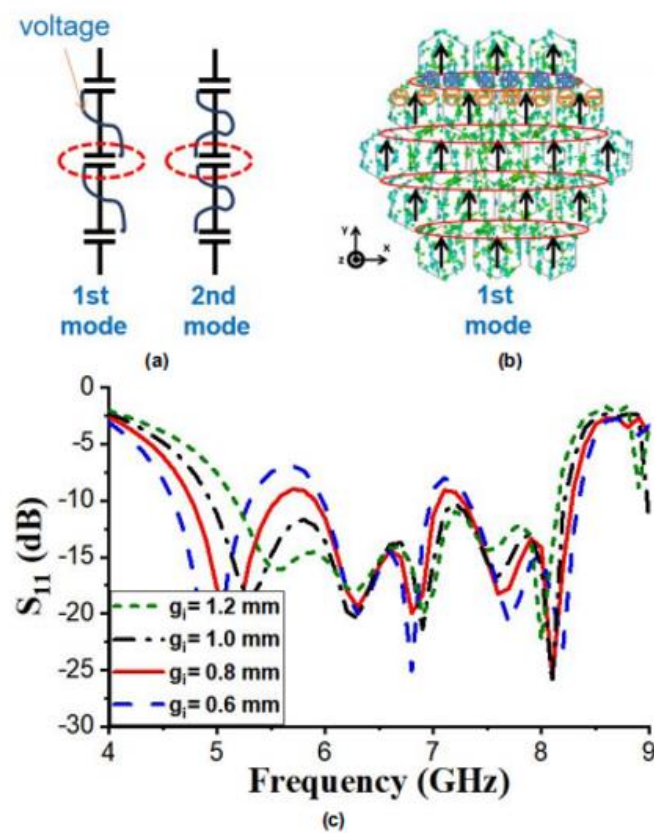 voltage
1st
mode
2nd
mode
(a)
Y
X
Z
1st
mode
(b)
0
-5
-10
-15
-20
-25
-30
S11 (dB)
gi= 1.2 mm
gi= 1.0 mm
gi= 0.8 mm
gi= 0.6 mm
4
5
6
7
8
9
Frequency (GHz)
(c)